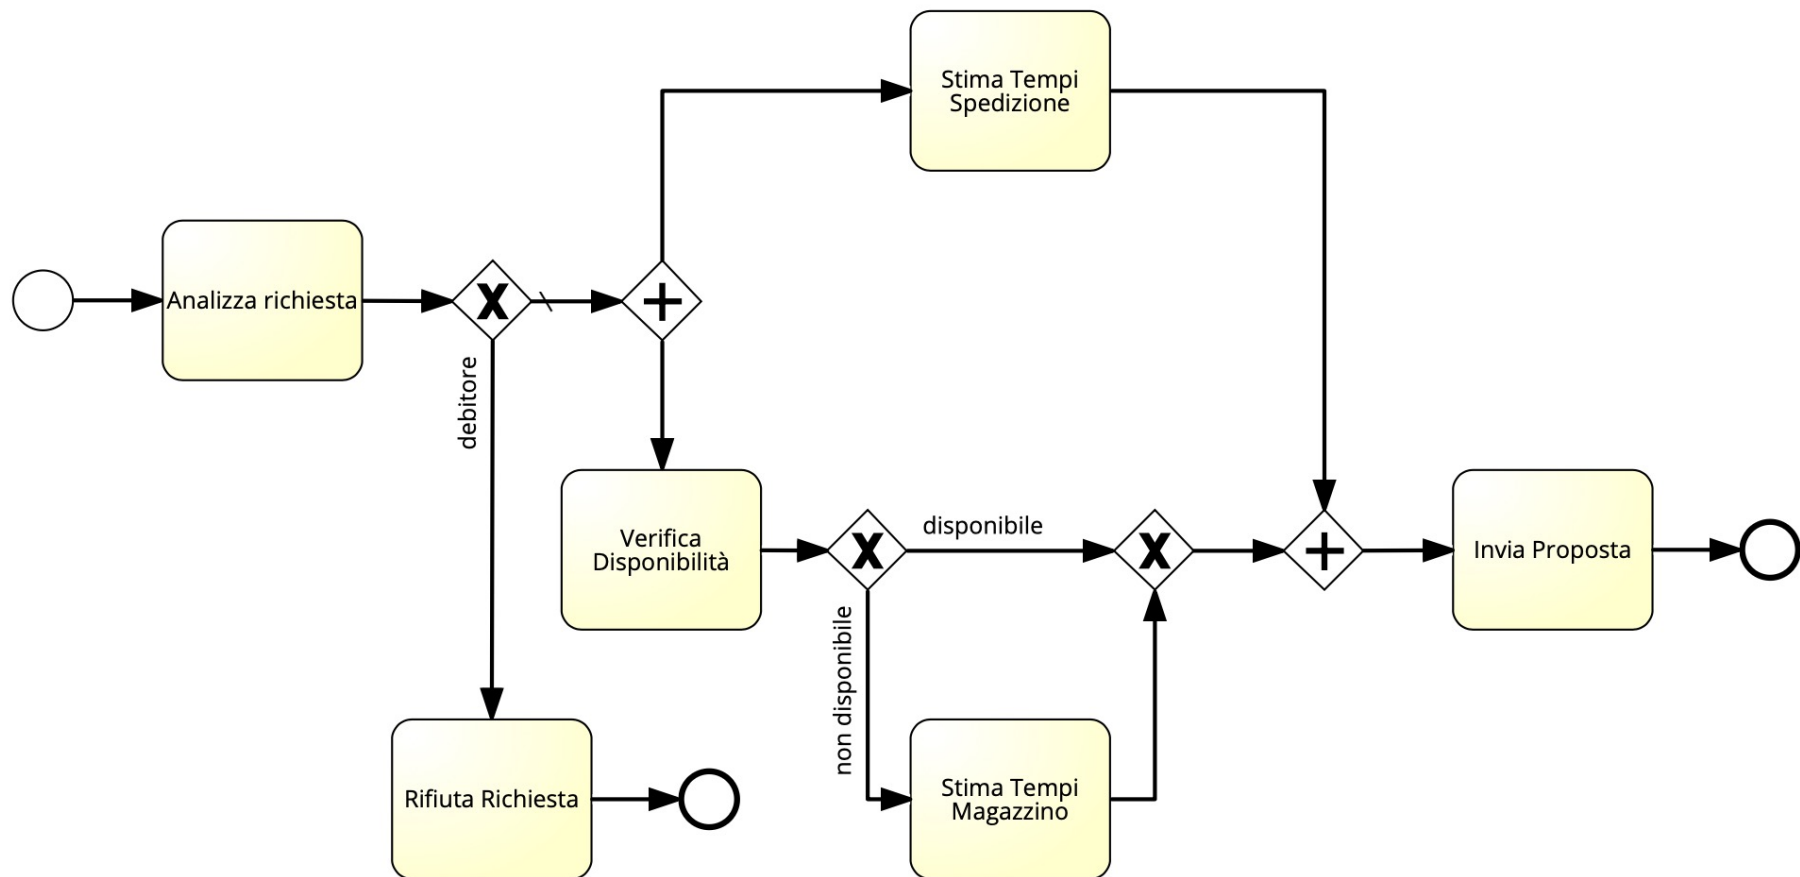 Stima Tempi
Spedizione
Analizza richiesta
debitore
Verifica
Disponibilità
disponibile
Invia Proposta
non disponibile
Rifiuta Richiesta
Stima Tempi
Magazzino